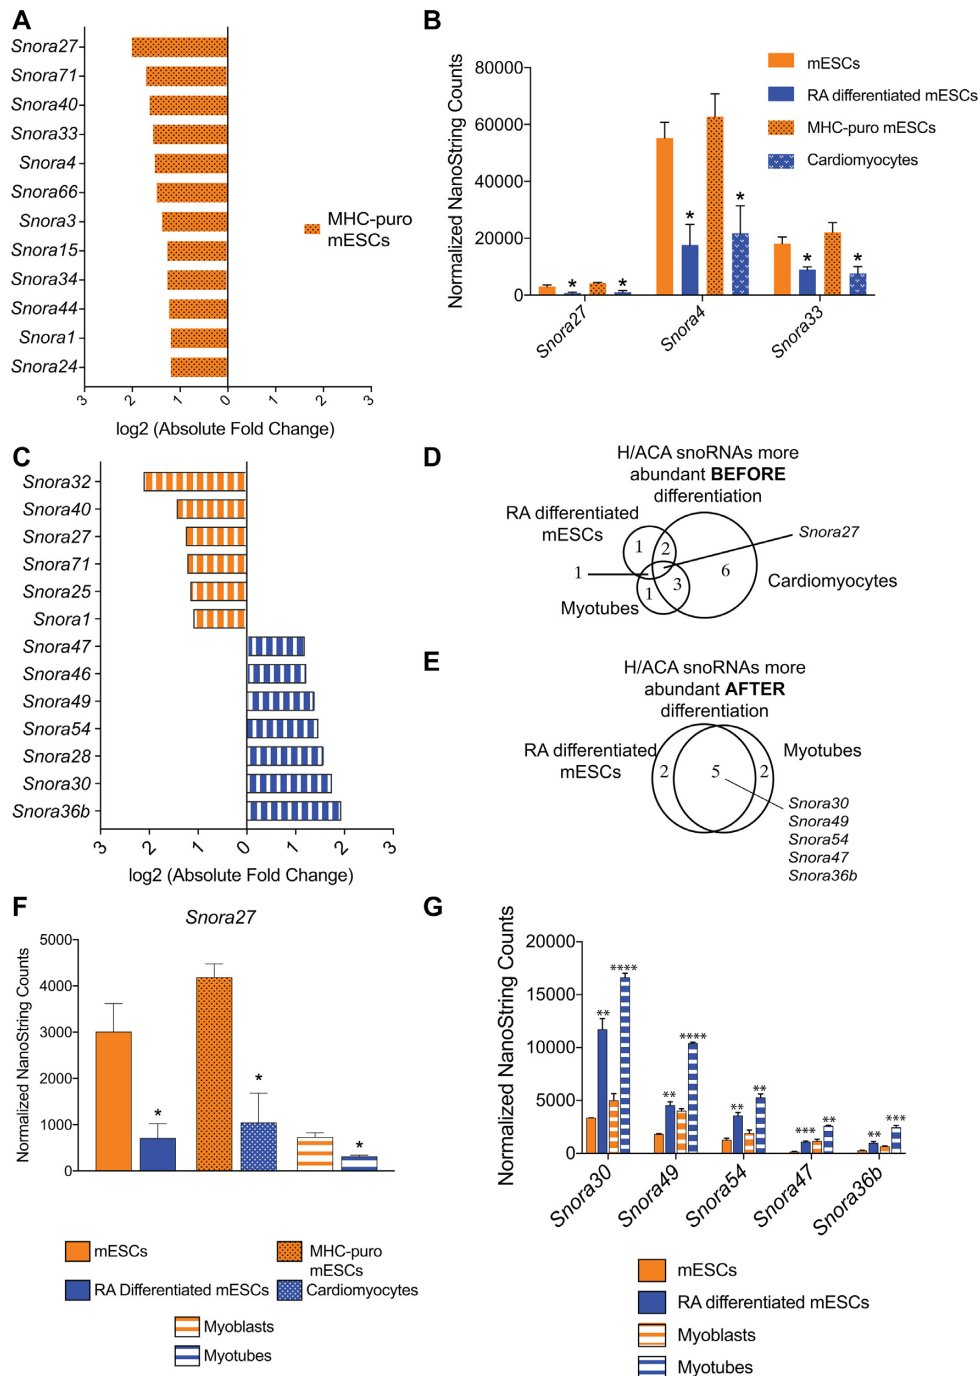 A
Snora27
Snora71
Snora40
Snora33
Snora4
Snora66
Snora3
Snora15
Snora34
Snora44
Snora1
Snora24
3
2
1
0
1
2
3
log2 (Absolute Fold Change)
MHC-puro
mESCs
B
Normalized NanoString Counts
80000
60000
40000
20000
0
* * * * * *
Snora27
Snora4
Snora33
mESCs
RA differentiated mESCs
MHC-puro mESCs
Cardiomyocytes
C
Snora32
Snora40
Snora27
Snora71
Snora25
Snora1
Snora47
Snora46
Snora49
Snora54
Snora28
Snora30
Snora36b
3
2
1
0
1
2
3
log2 (Absolute Fold Change)
D
H/ACA snoRNAs more
abundant BEFORE
differentiation
RA differentiated
mESCs
Snora27
1
2
1
6
Cardiomyocytes
1
3
Myotubes
E
H/ACA snoRNAs more
abundant AFTER
differentiation
RA differentiated
mESCs
Myotubes
2
5
2
Snora30
Snora49
Snora54
Snora47
Snora36b
F
Snora27
Normalized NanoString Counts
5000
4000
3000
2000
1000
0
* * *
mESCs
MHC-puro
mESCs
RA Differentiated mESCs
Cardiomyocytes
Myoblasts
Myotubes
G
Normalized NanoString Counts
20000
15000
10000
5000
0
** **** ** **** ** ** *** ** ** ***
Snora30
Snora49
Snora54
Snora47
Snora36b
mESCs
RA differentiated mESCs
Myoblasts
Myotubes